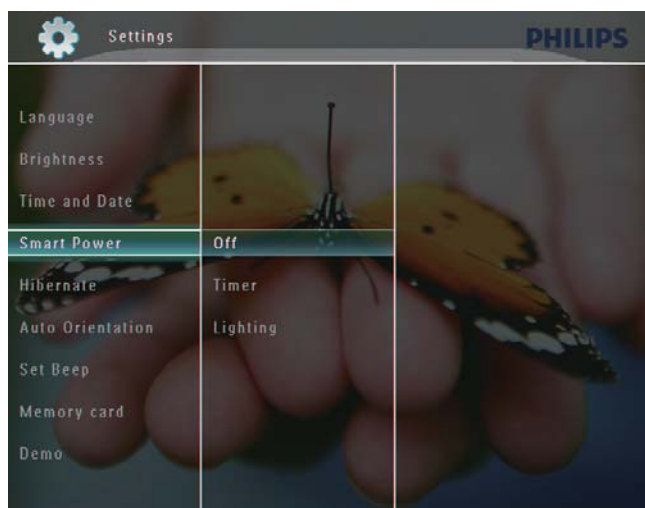 Settings
PHILIPS
Language
Brightness
Time and Date
Smart Power
Off
Hibernate
Timer
Auto Orientation
Lighting
Set Beep
Memory card
Demo